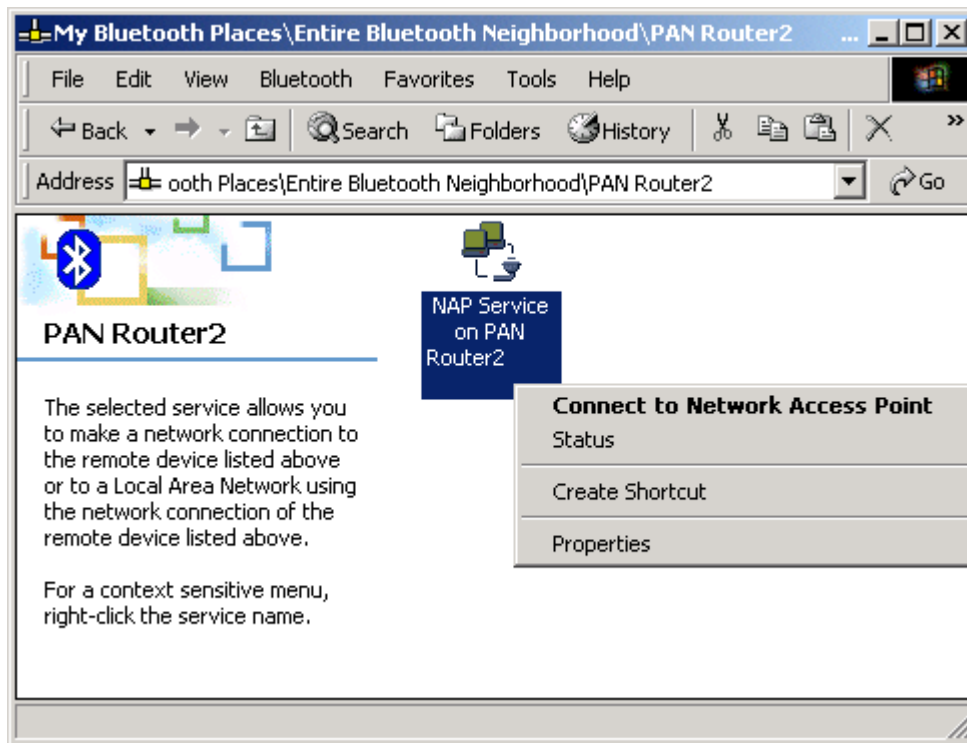 My Bluetooth Places\Entire Bluetooth Neighborhood\PAN Router2 ...
File Edit View Bluetooth Favorites Tools Help
Back Search Folders History »
Address ooth Places\Entire Bluetooth Neighborhood\PAN Router2 Go
PAN Router2
The selected service allows you
to make a network connection to
the remote device listed above
or to a Local Area Network using
the network connection of the
remote device listed above.
For a context sensitive menu,
right-click the service name.
NAP Service
on PAN
Router2
Connect to Network Access Point
Status
Create Shortcut
Properties